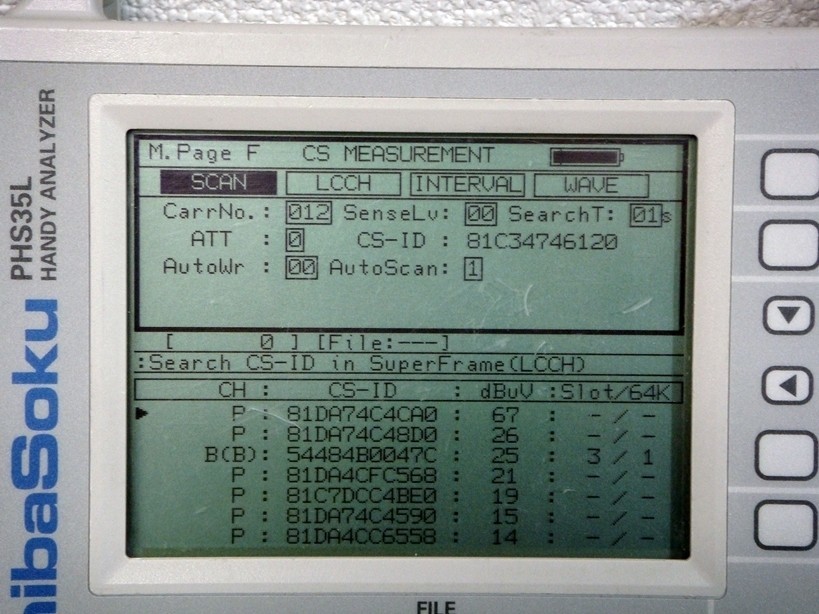 M.Page F CS MEASUREMENT
SCAN LCCH INTERVAL WAVE
CarrNo.: 012 SenseLv: 00 SearchT: 01s
ATT : 0 CS-ID : 81C34746120
AutoWr : 00 AutoScan: 1
[ 0 ] [File:---]
:Search CS-ID in SuperFrame(LCCH)
CH : CS-ID : dBuV :Slot/64K
P : 81DA74C4CA0 : 67 : - / -
P : 81DA74C48D0 : 26 : - / -
B(B): 54484B0047C : 25 : 3 / 1
P : 81DA4CFC568 : 21 : - / -
P : 81C7DCC4BE0 : 19 : - / -
P : 81DA74C4590 : 15 : - / -
P : 81DA4CC6558 : 14 : - / -
PHS35L
HANDY ANALYZER
hibaSoku
FILE